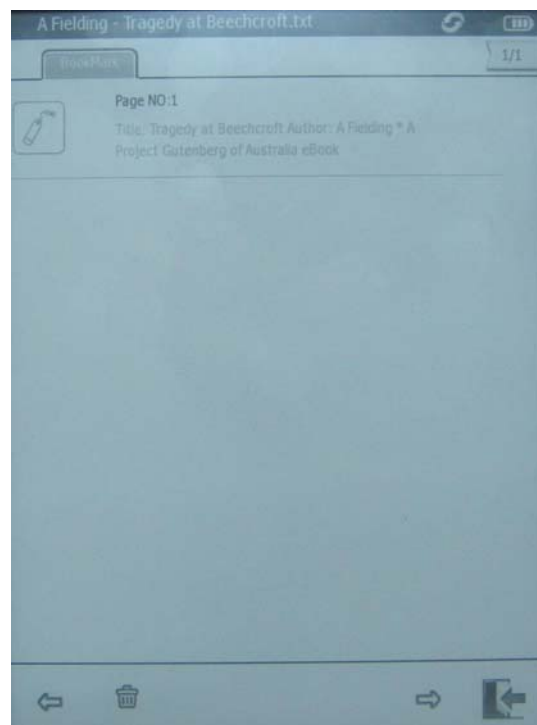 A Fielding - Tragedy at Beechcroft.txt
BookMark
1/1
Page NO:1
Title: Tragedy at Beechcroft Author: A Fielding * A
Project Gutenberg of Australia eBook